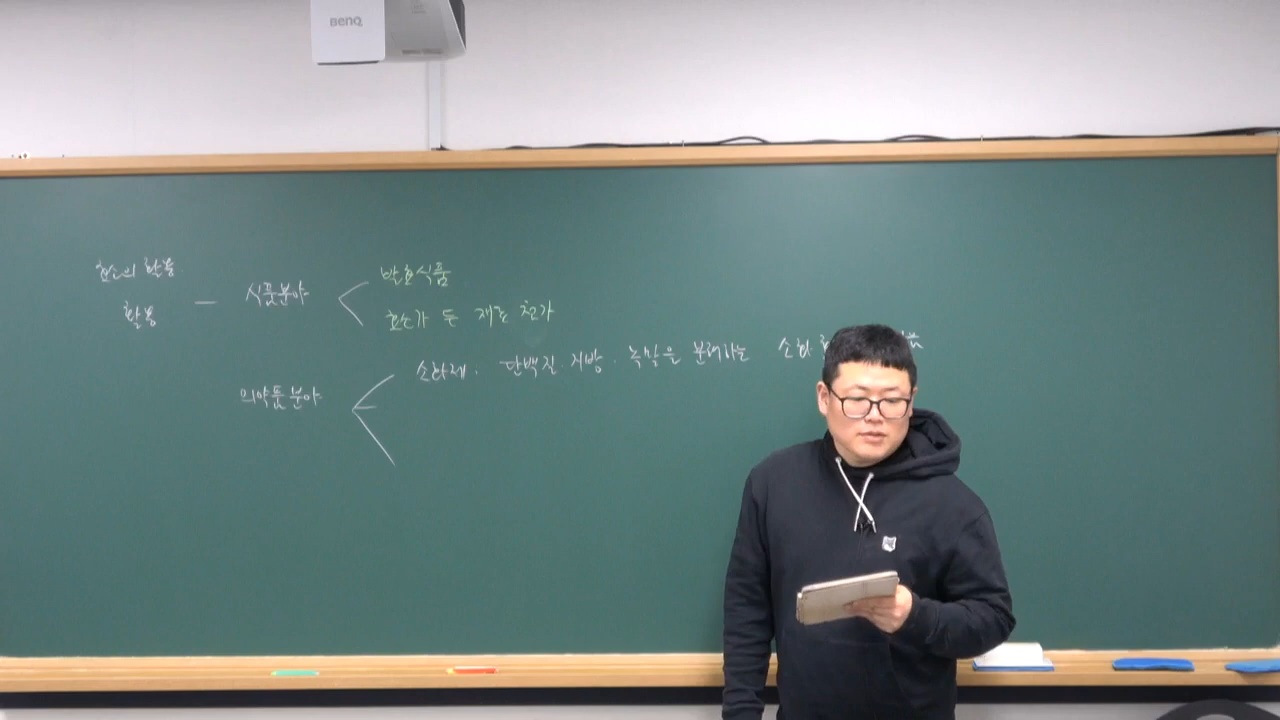 BenQ
효소의 활용
활용 — 식품분야
발효식품
효소가 든 재료 첨가
의약품 분야
소화제. 단백질. 지방. 녹말을 분해하는 소화